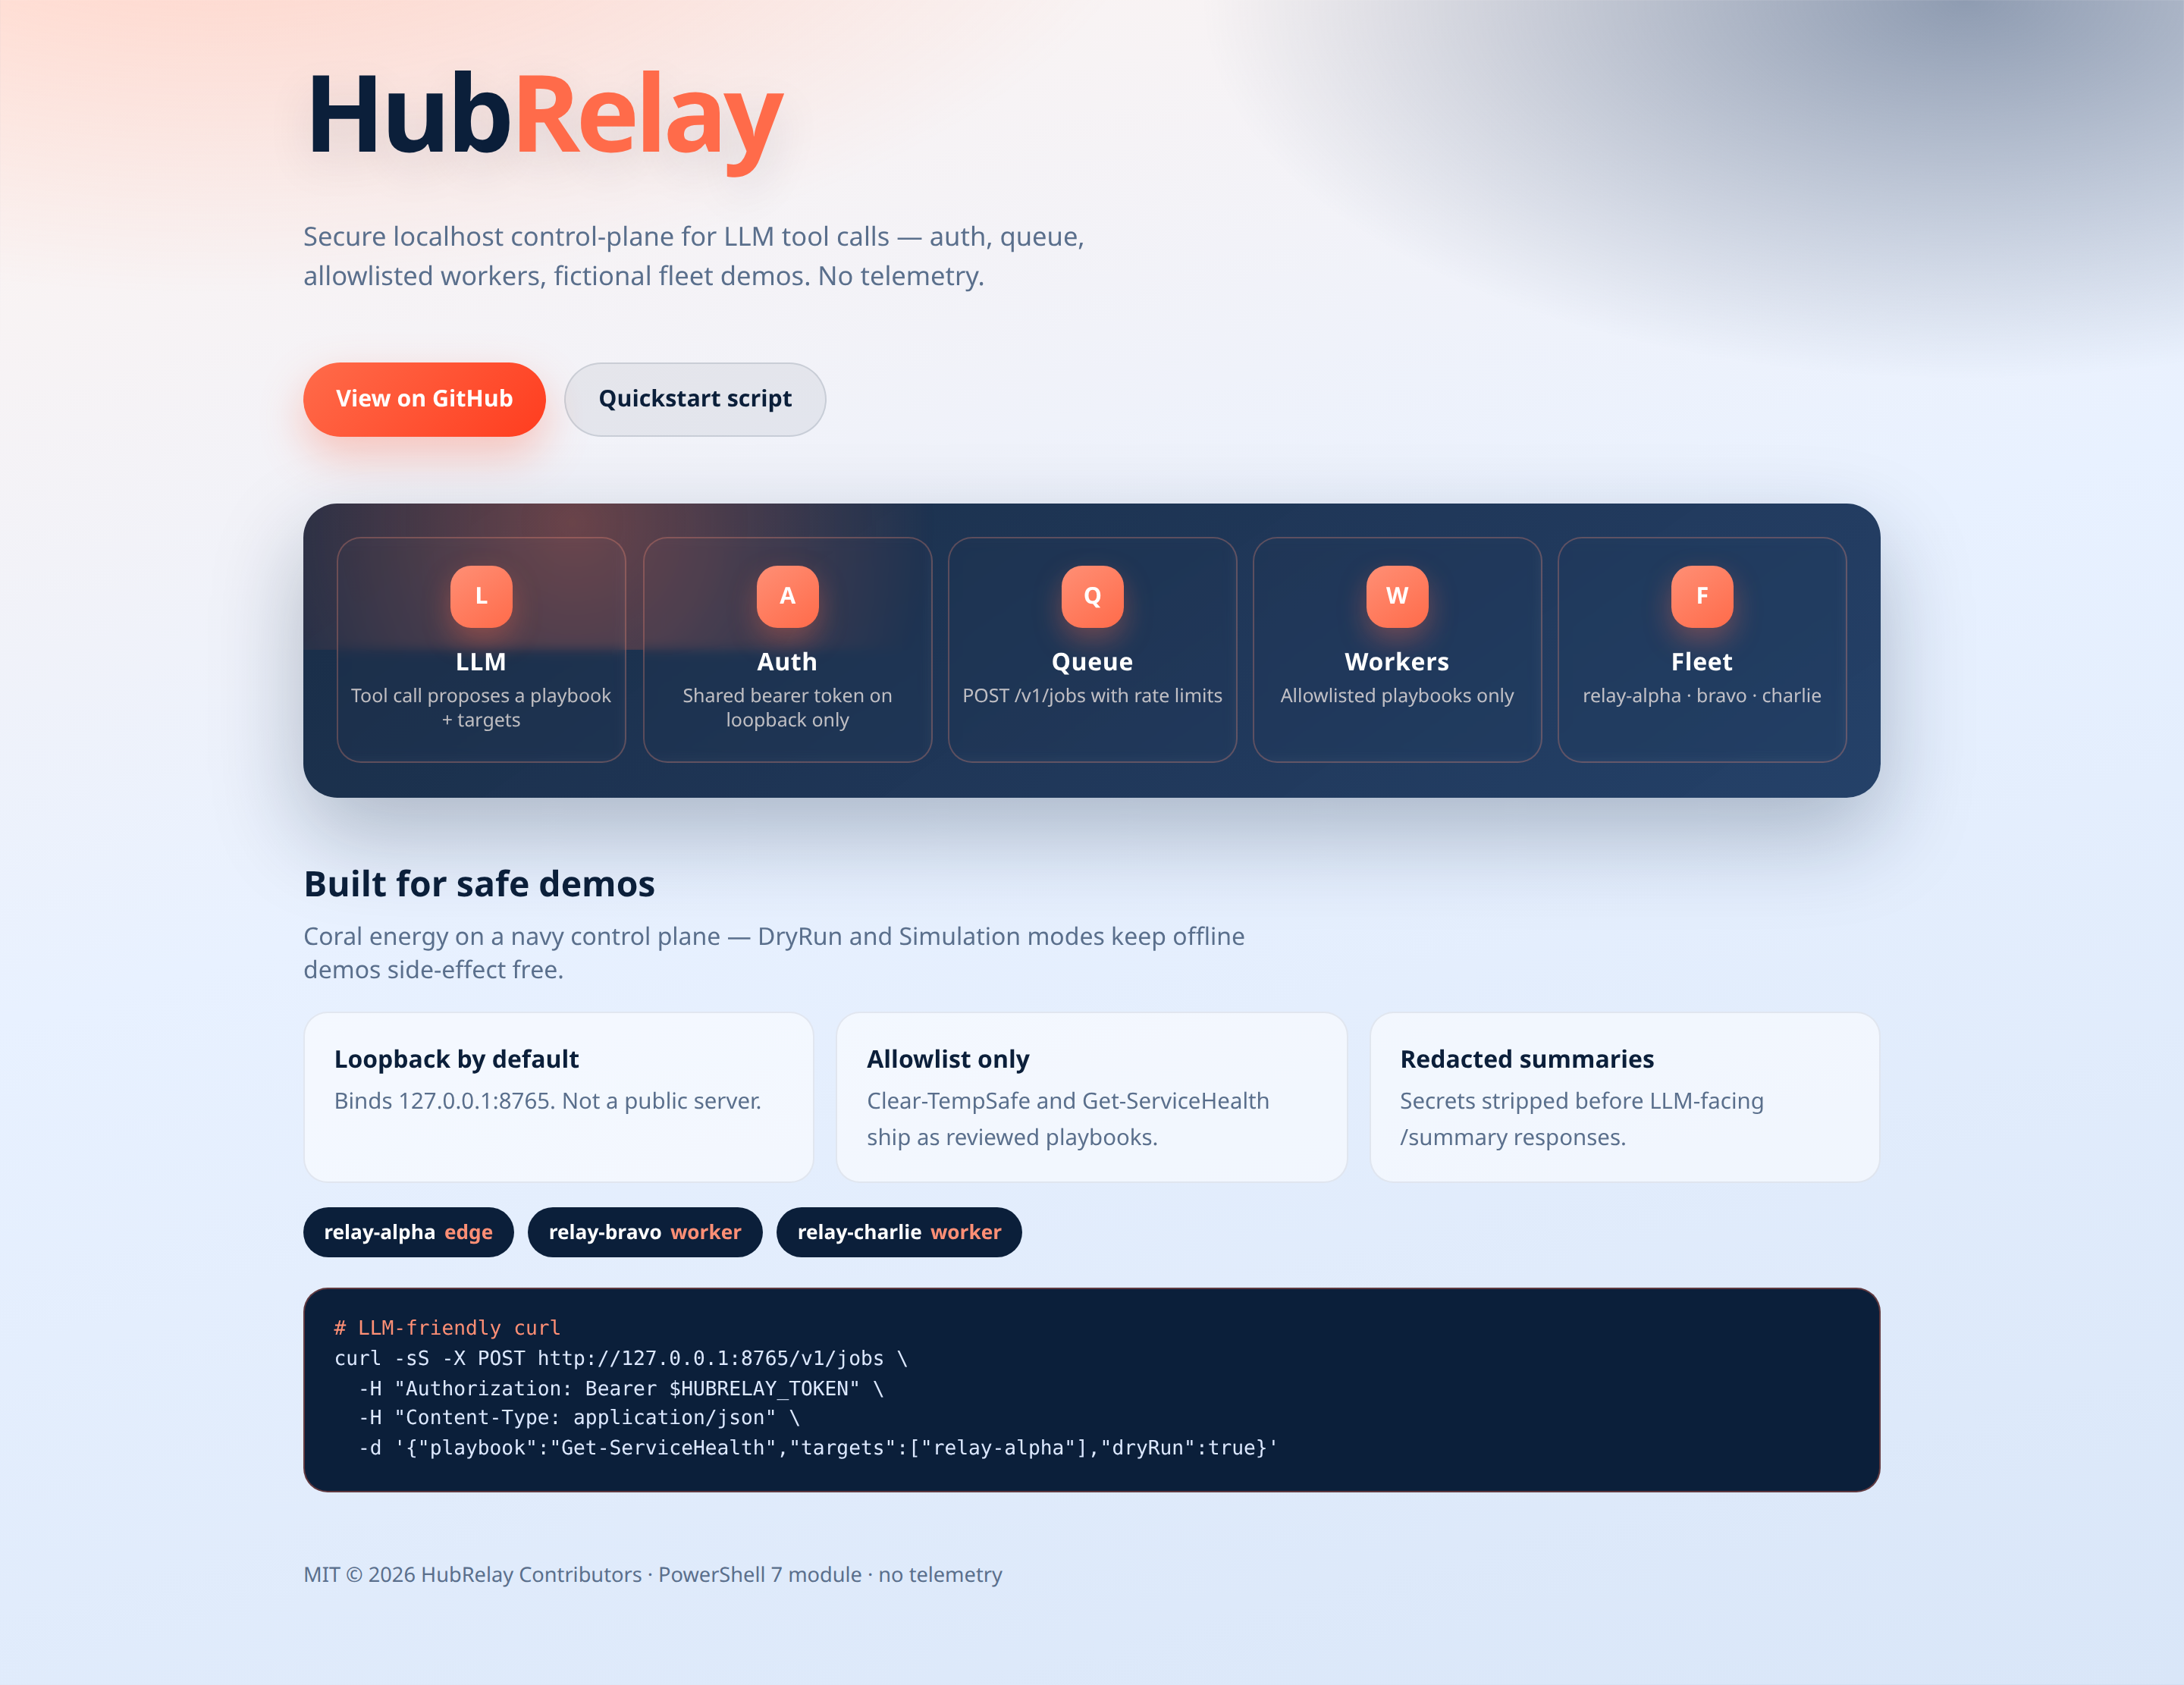 HubRelay
Secure localhost control-plane for LLM tool calls — auth, queue,
allowlisted workers, fictional fleet demos. No telemetry.
View on GitHub
Quickstart script
L
LLM
Tool call proposes a playbook
+ targets
A
Auth
Shared bearer token on
loopback only
Q
Queue
POST /v1/jobs with rate limits
W
Workers
Allowlisted playbooks only
F
Fleet
relay-alpha · bravo · charlie
Built for safe demos
Coral energy on a navy control plane — DryRun and Simulation modes keep offline
demos side-effect free.
Loopback by default
Binds 127.0.0.1:8765. Not a public server.
Allowlist only
Clear-TempSafe and Get-ServiceHealth
ship as reviewed playbooks.
Redacted summaries
Secrets stripped before LLM-facing
/summary responses.
relay-alpha edge
relay-bravo worker
relay-charlie worker
# LLM-friendly curl
curl -sS -X POST http://127.0.0.1:8765/v1/jobs \
  -H "Authorization: Bearer $HUBRELAY_TOKEN" \
  -H "Content-Type: application/json" \
  -d '{"playbook":"Get-ServiceHealth","targets":["relay-alpha"],"dryRun":true}'
MIT © 2026 HubRelay Contributors · PowerShell 7 module · no telemetry